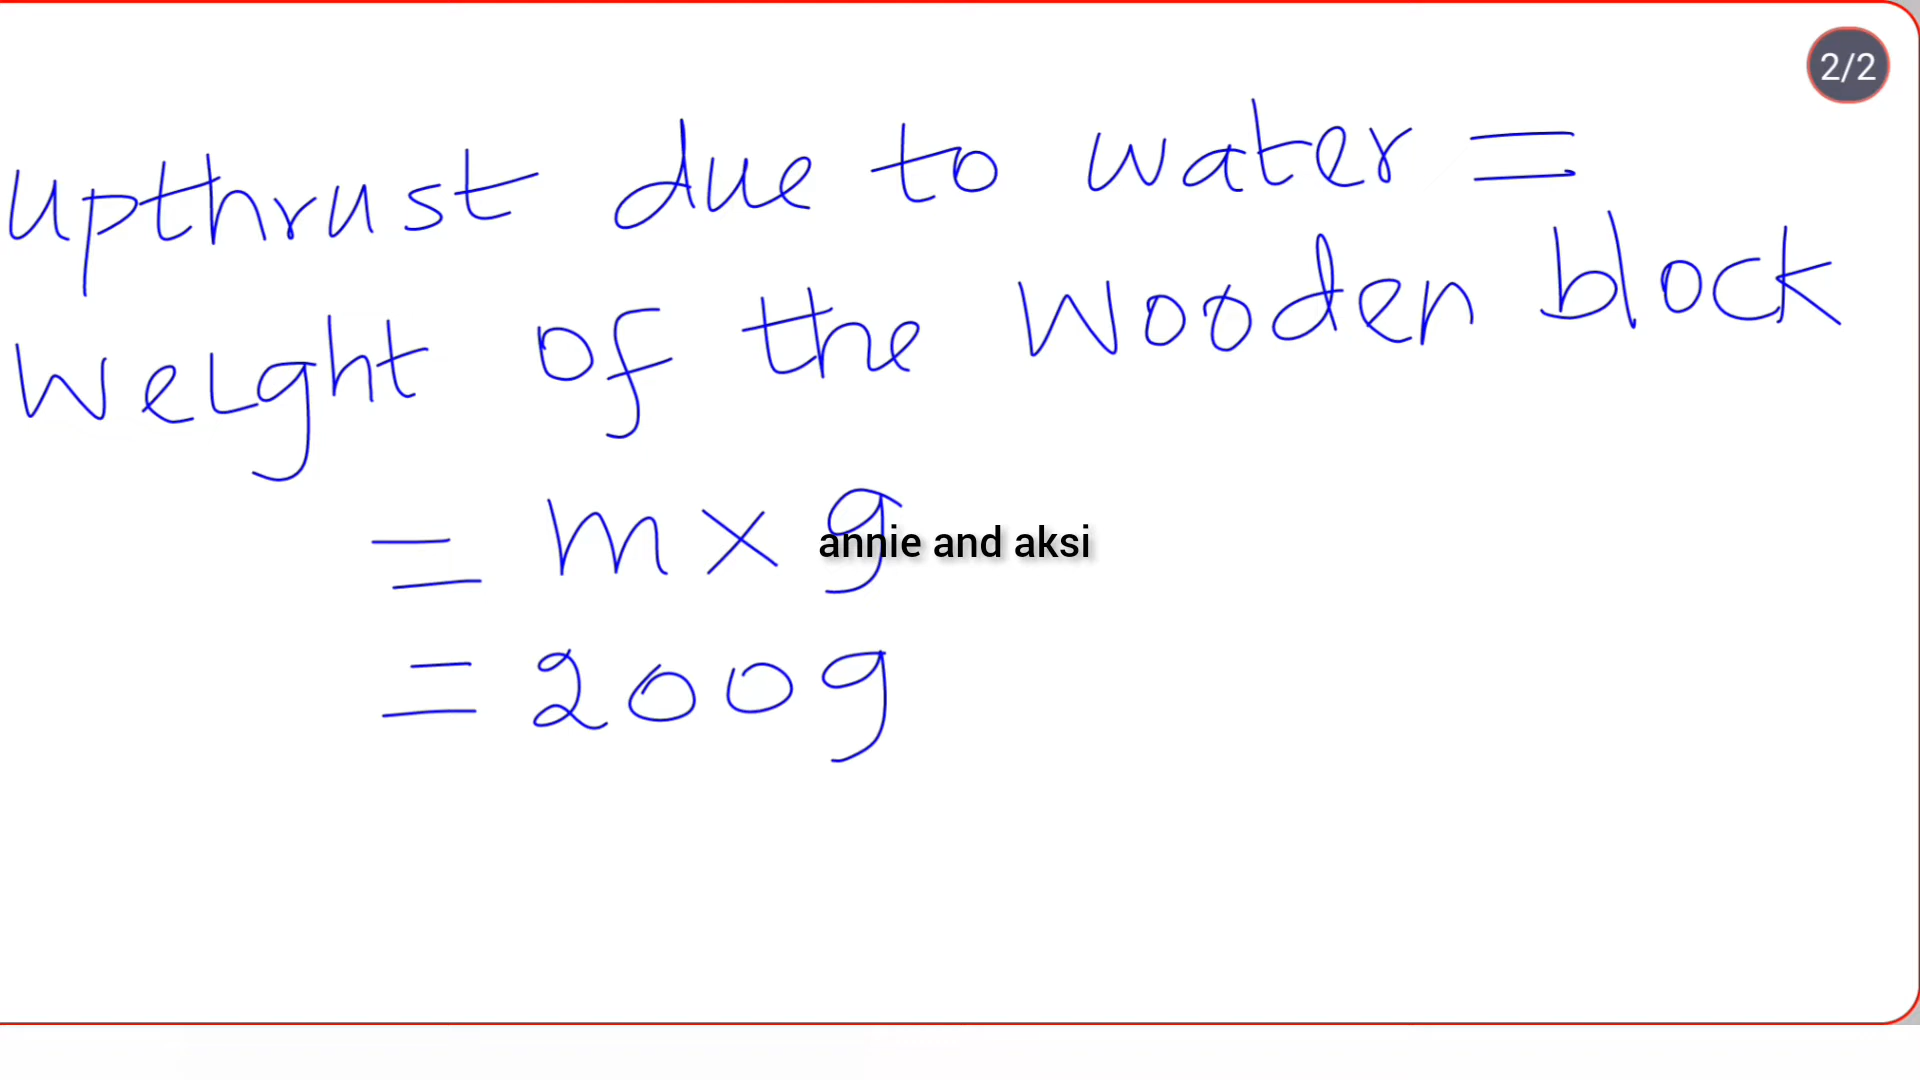 2/2
upthrust due to water =
Weight of the Wooden block
= m × g
annie and aksi
= 200g